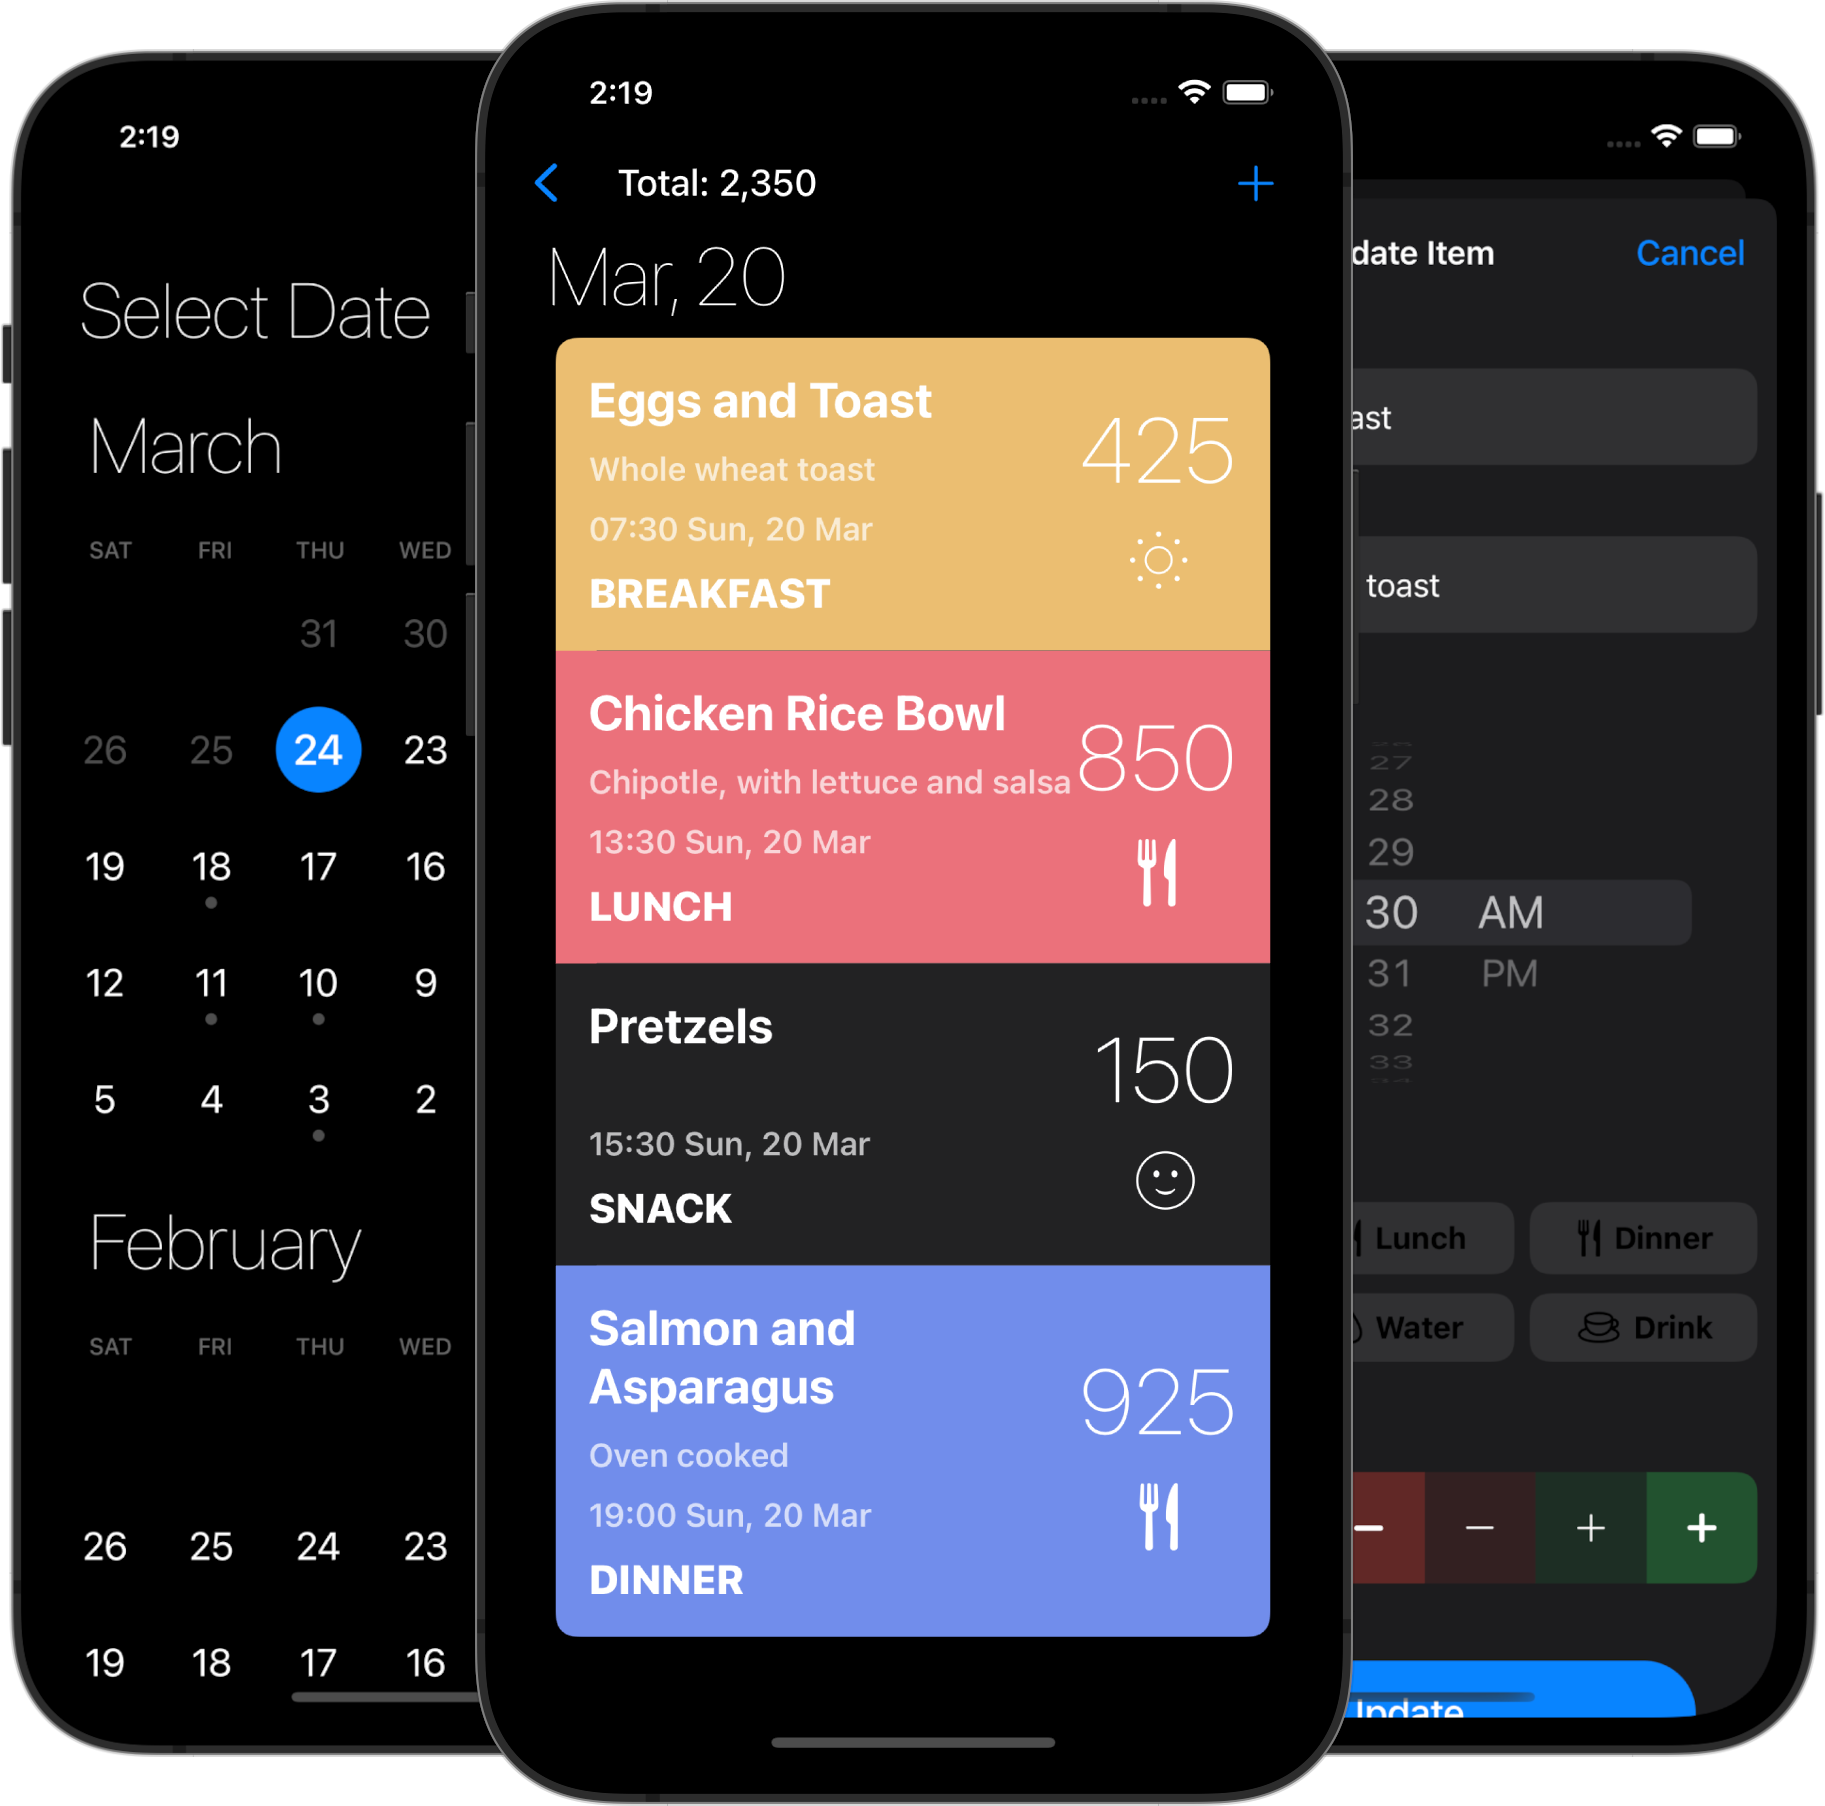 2:19
Select Date
March
SAT FRI THU WED
31 30
26 25 24 23
19 18 17 16
12 11 10 9
5 4 3 2
February
SAT FRI THU WED
26 25 24 23
19 18 17 16
2:19
Total: 2,350
Mar, 20
Eggs and Toast
425
Whole wheat toast
07:30 Sun, 20 Mar
BREAKFAST
Chicken Rice Bowl
850
Chipotle, with lettuce and salsa
13:30 Sun, 20 Mar
LUNCH
Pretzels
150
15:30 Sun, 20 Mar
SNACK
Salmon and
Asparagus
925
Oven cooked
19:00 Sun, 20 Mar
DINNER
date Item Cancel
ast
toast
27
28
29
30 AM
31 PM
32
33
Lunch Dinner
Water Drink
pdate